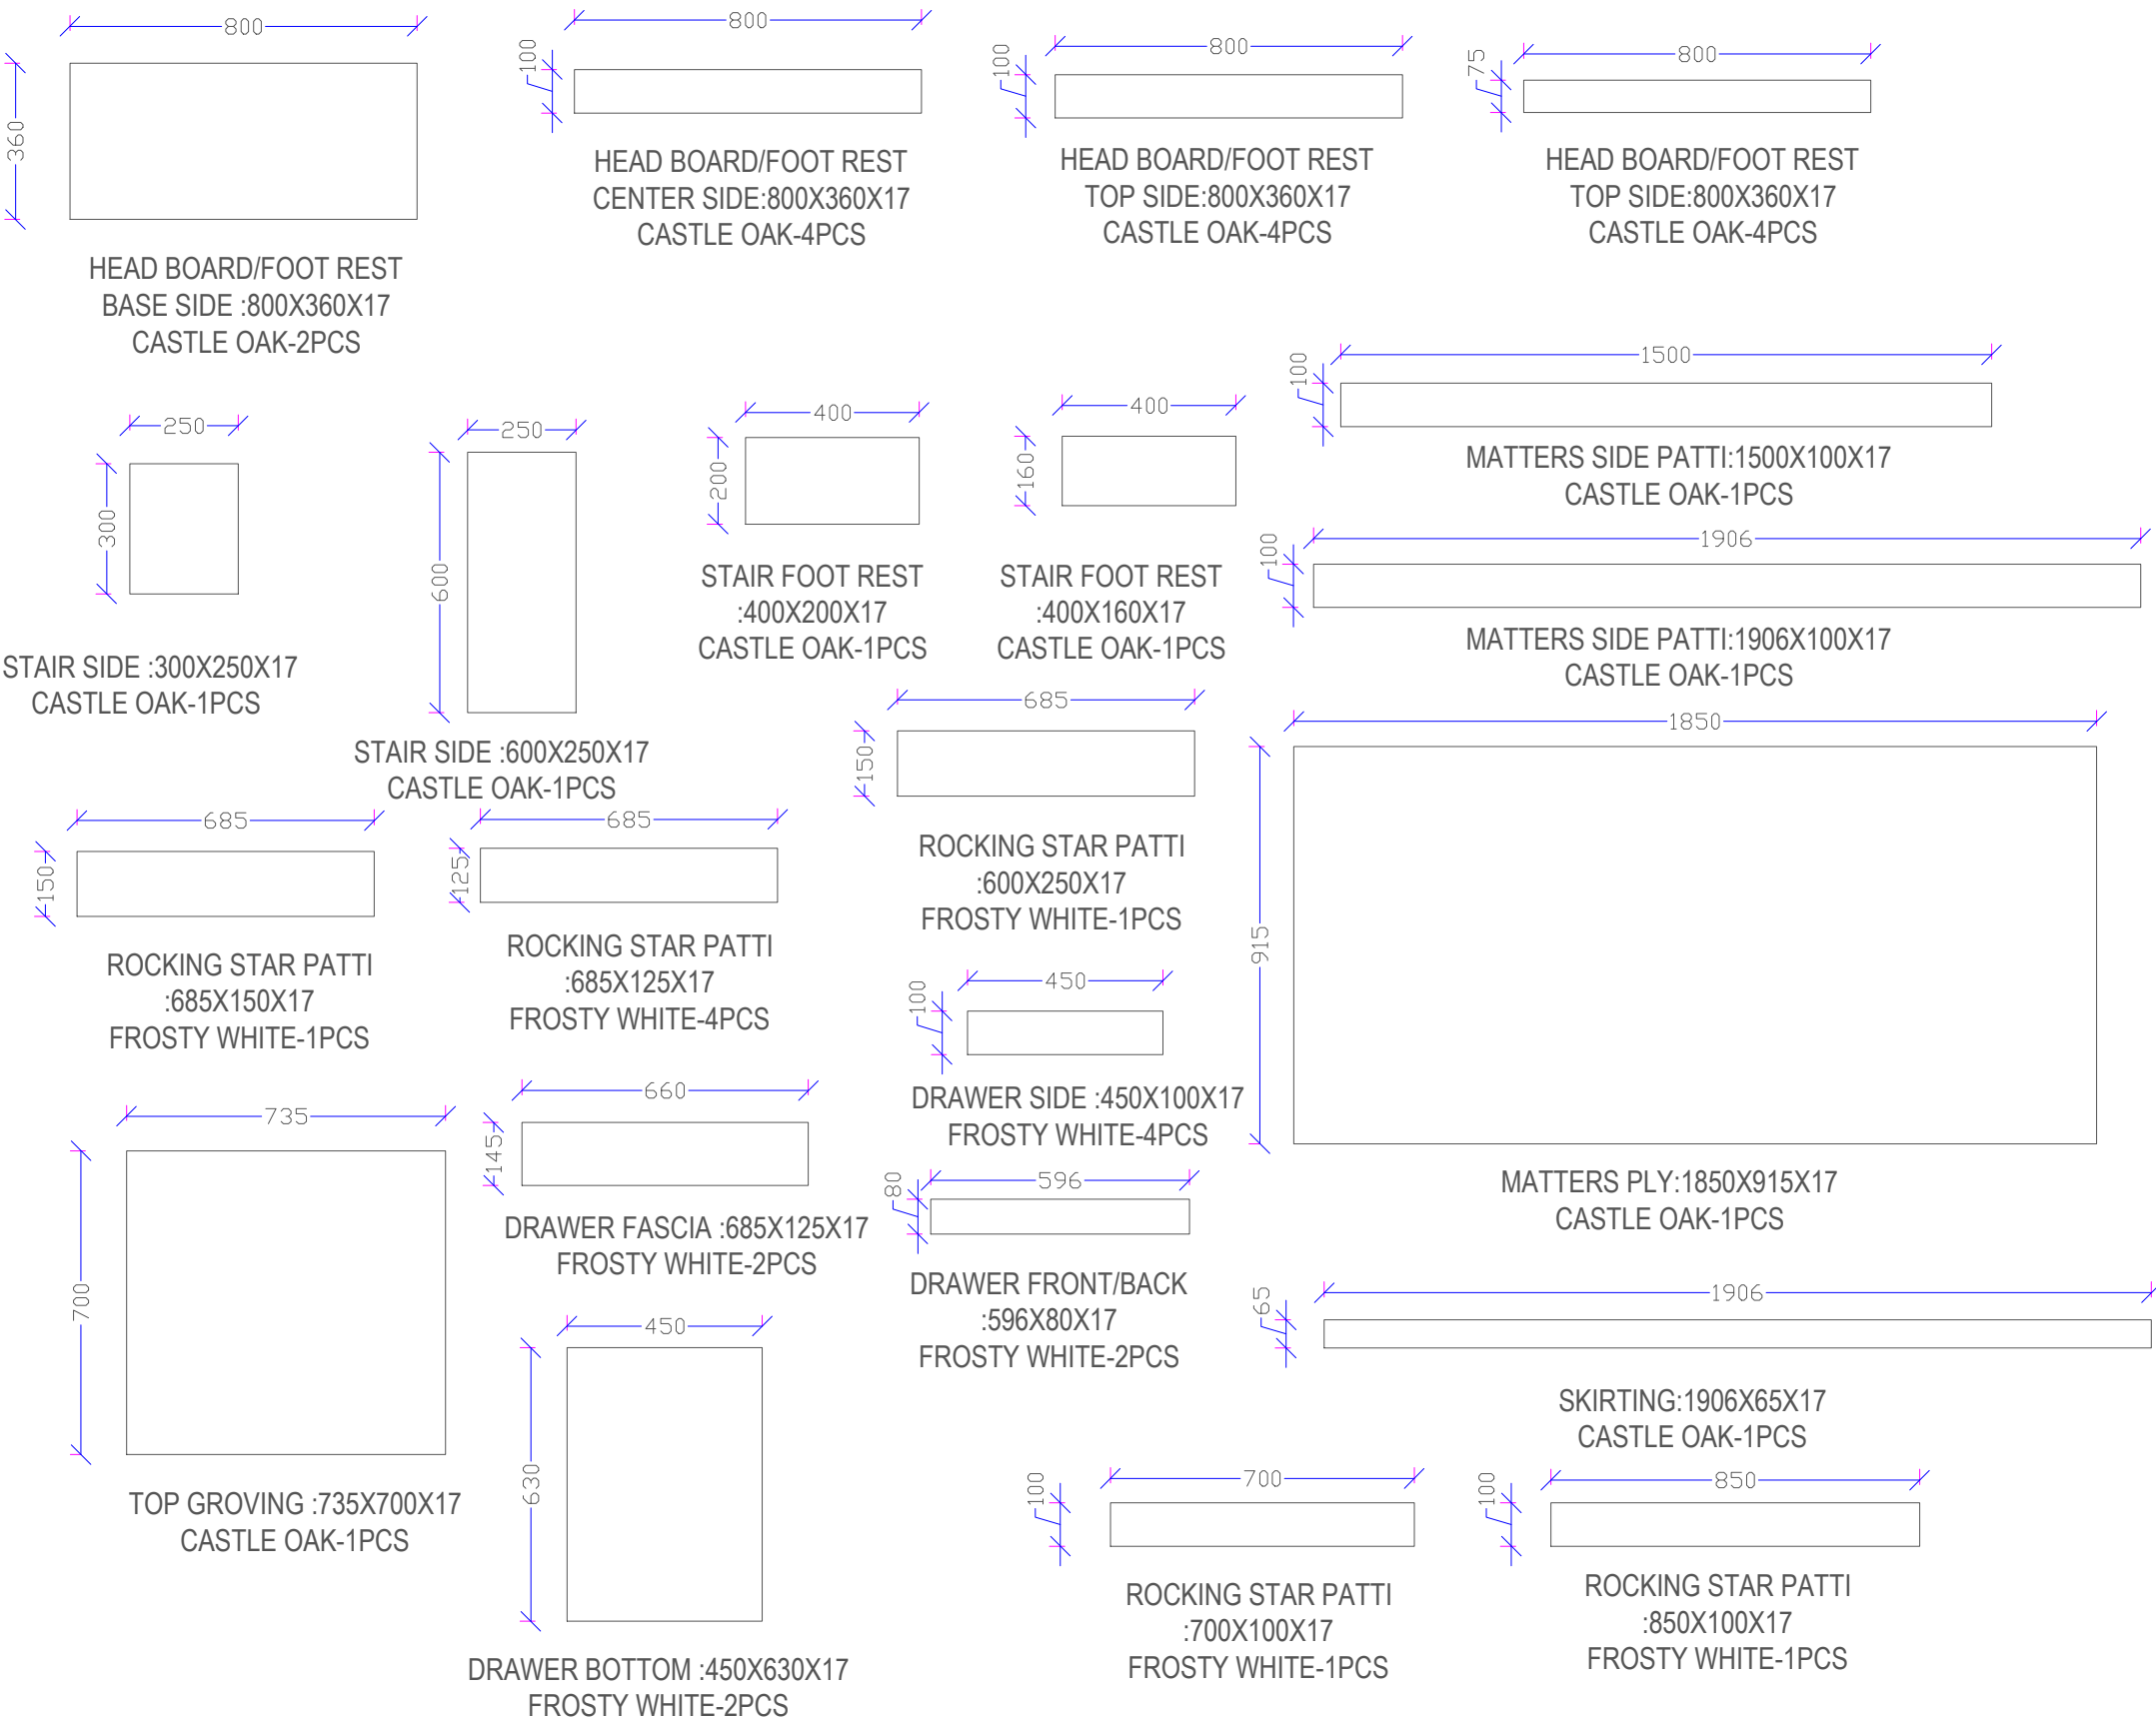 800
360
HEAD BOARD/FOOT REST
BASE SIDE :800X360X17
CASTLE OAK-2PCS
800
100
HEAD BOARD/FOOT REST
CENTER SIDE:800X360X17
CASTLE OAK-4PCS
800
100
HEAD BOARD/FOOT REST
TOP SIDE:800X360X17
CASTLE OAK-4PCS
800
75
HEAD BOARD/FOOT REST
TOP SIDE:800X360X17
CASTLE OAK-4PCS
250
300
STAIR SIDE :300X250X17
CASTLE OAK-1PCS
250
600
STAIR SIDE :600X250X17
CASTLE OAK-1PCS
400
200
STAIR FOOT REST
:400X200X17
CASTLE OAK-1PCS
400
160
STAIR FOOT REST
:400X160X17
CASTLE OAK-1PCS
1500
100
MATTERS SIDE PATTI:1500X100X17
CASTLE OAK-1PCS
1906
100
MATTERS SIDE PATTI:1906X100X17
CASTLE OAK-1PCS
685
150
ROCKING STAR PATTI
:685X150X17
FROSTY WHITE-1PCS
685
125
ROCKING STAR PATTI
:685X125X17
FROSTY WHITE-4PCS
685
150
ROCKING STAR PATTI
:600X250X17
FROSTY WHITE-1PCS
1850
915
MATTERS PLY:1850X915X17
CASTLE OAK-1PCS
450
100
DRAWER SIDE :450X100X17
FROSTY WHITE-4PCS
735
700
TOP GROVING :735X700X17
CASTLE OAK-1PCS
660
145
DRAWER FASCIA :685X125X17
FROSTY WHITE-2PCS
596
80
DRAWER FRONT/BACK
:596X80X17
FROSTY WHITE-2PCS
1906
65
SKIRTING:1906X65X17
CASTLE OAK-1PCS
450
630
DRAWER BOTTOM :450X630X17
FROSTY WHITE-2PCS
700
100
ROCKING STAR PATTI
:700X100X17
FROSTY WHITE-1PCS
850
100
ROCKING STAR PATTI
:850X100X17
FROSTY WHITE-1PCS